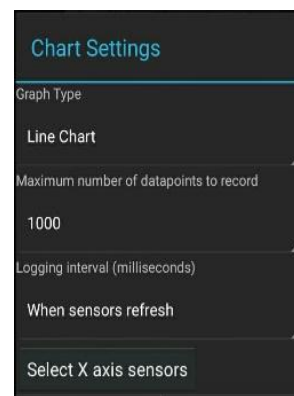 Chart Settings
Graph Type
Line Chart
Maximum number of datapoints to record
1000
Logging interval (milliseconds)
When sensors refresh
Select X axis sensors